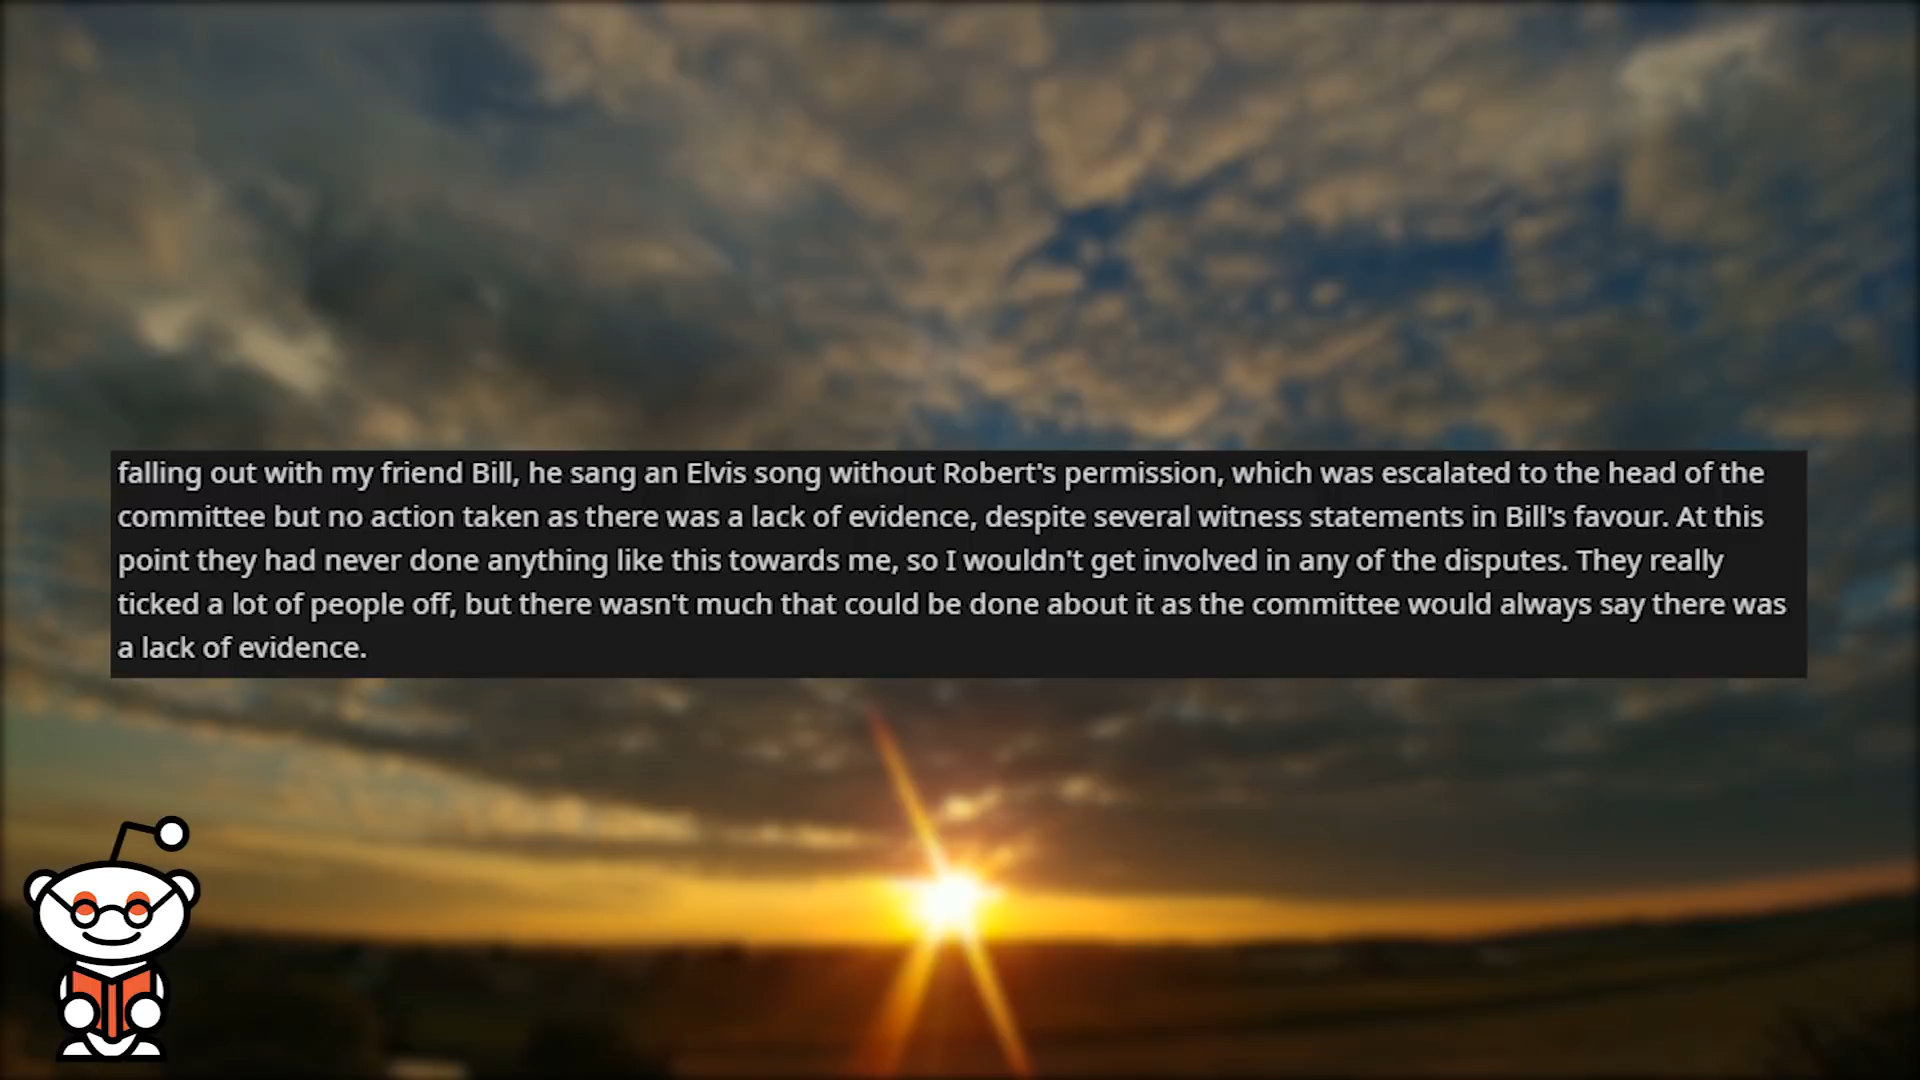 falling out with my friend Bill, he sang an Elvis song without Robert's permission, which was escalated to the head of the
committee but no action taken as there was a lack of evidence, despite several witness statements in Bill's favour. At this
point they had never done anything like this towards me, so I wouldn't get involved in any of the disputes. They really
ticked a lot of people off, but there wasn't much that could be done about it as the committee would always say there was
a lack of evidence.